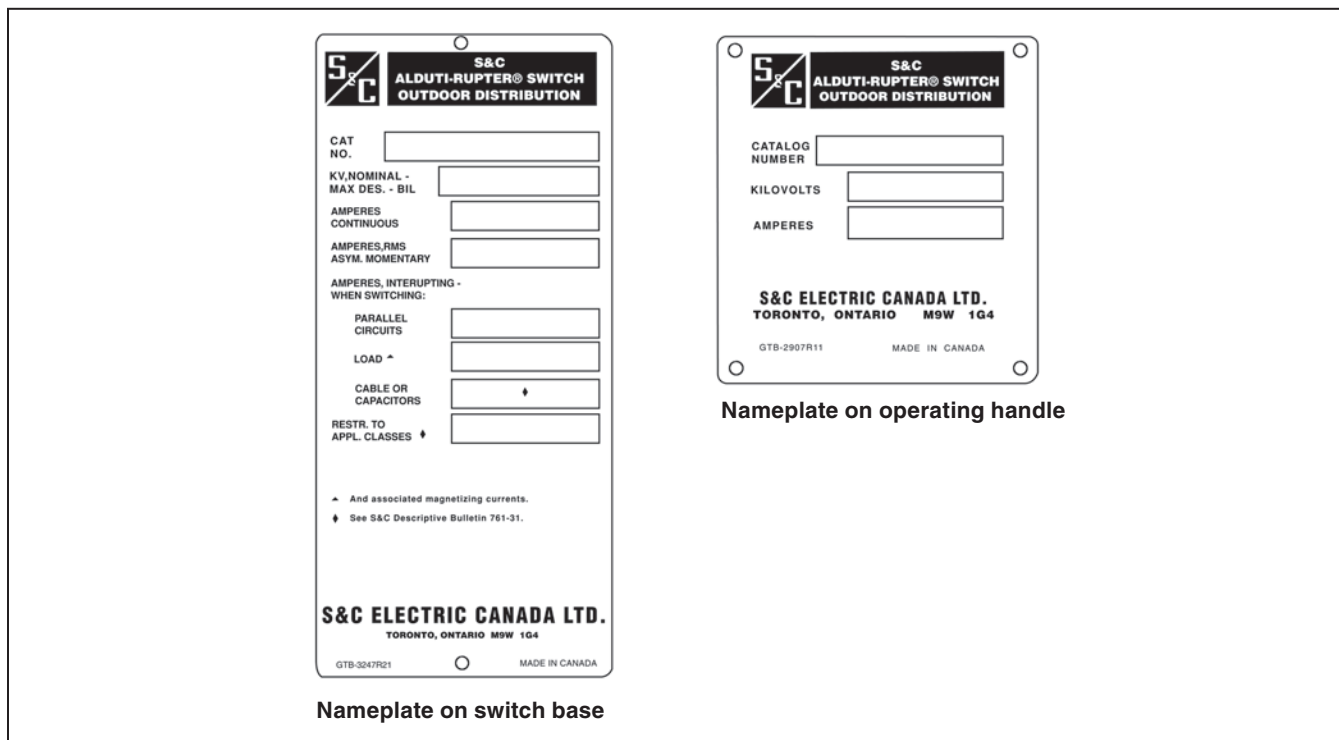 S&C
S&C
ALDUTI-RUPTER® SWITCH
OUTDOOR DISTRIBUTION
CAT
NO.
KV,NOMINAL -
MAX DES. - BIL
AMPERES
CONTINUOUS
AMPERES,RMS
ASYM. MOMENTARY
AMPERES, INTERUPTING -
WHEN SWITCHING:
PARALLEL
CIRCUITS
LOAD
CABLE OR
CAPACITORS
RESTR. TO
APPL. CLASSES ♦
♦
And associated magnetizing currents.
♦ See S&C Descriptive Bulletin 761-31.
S&C ELECTRIC CANADA LTD.
TORONTO, ONTARIO M9W 1G4
GTB-3247R21 MADE IN CANADA
Nameplate on switch base
S&C
S&C
ALDUTI-RUPTER® SWITCH
OUTDOOR DISTRIBUTION
CATALOG
NUMBER
KILOVOLTS
AMPERES
S&C ELECTRIC CANADA LTD.
TORONTO, ONTARIO M9W 1G4
GTB-2907R11 MADE IN CANADA
Nameplate on operating handle